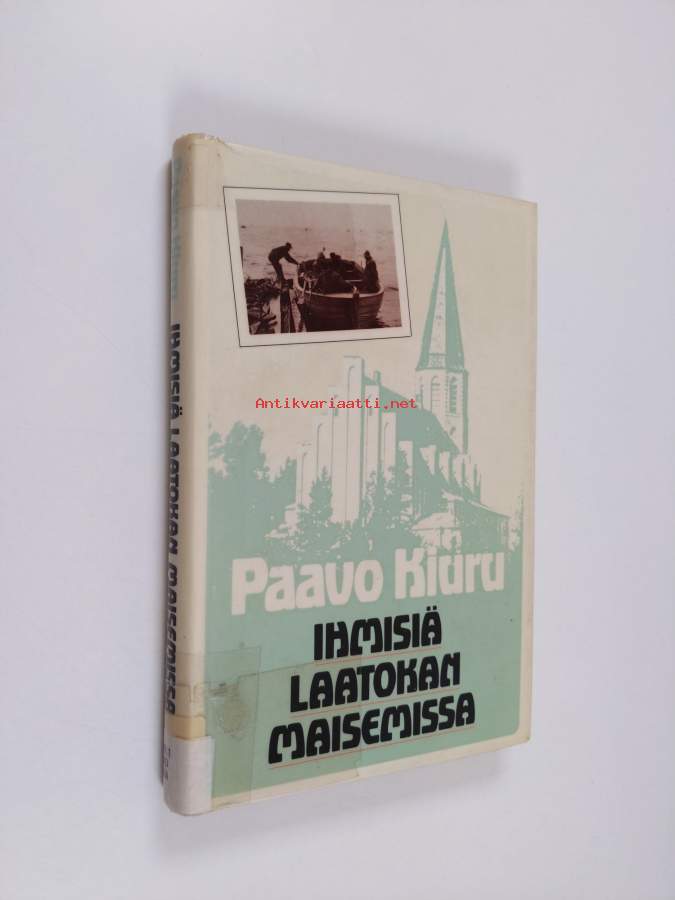 Antikvariaatti.net
Paavo Kiuru
IHMISIÄ
LAATOKAN
MAISEMISSA
IHMISIÄ LAATOKAN MAISEMISSA